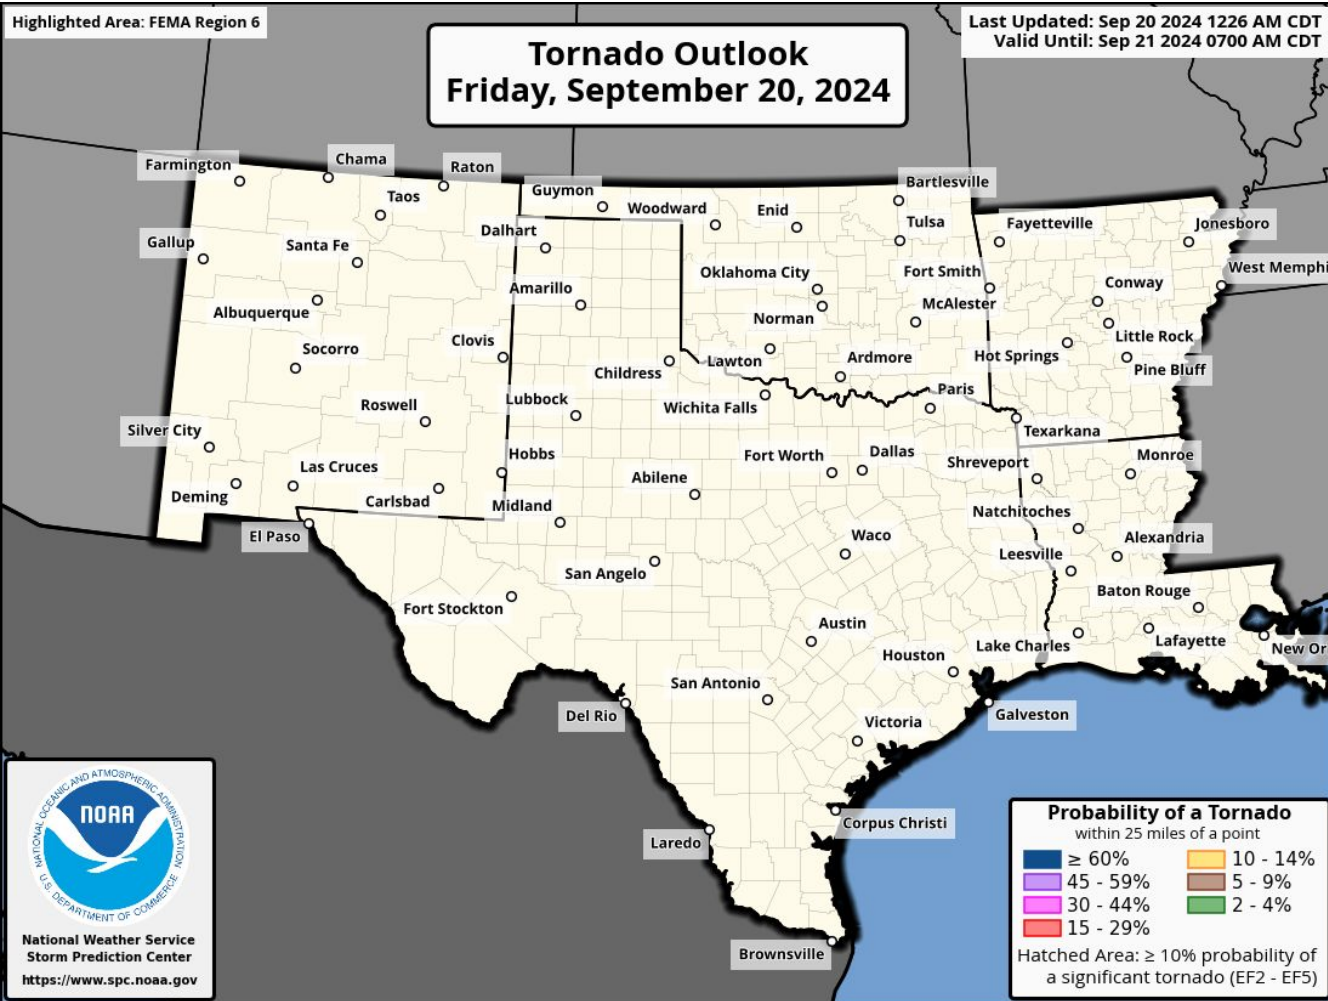 Highlighted Area: FEMA Region 6
Last Updated: Sep 20 2024 1226 AM CDT
Valid Until: Sep 21 2024 0700 AM CDT
Tornado Outlook
Friday, September 20, 2024
Farmington
Chama
Raton
Taos
Guymon
Woodward
Enid
Bartlesville
Tulsa
Fayetteville
Jonesboro
Gallup
Santa Fe
Dalhart
Oklahoma City
Fort Smith
West Memphi
Albuquerque
Amarillo
Norman
McAlester
Conway
Socorro
Clovis
Childress
Lawton
Ardmore
Hot Springs
Little Rock
Pine Bluff
Roswell
Lubbock
Wichita Falls
Paris
Silver City
Texarkana
Las Cruces
Hobbs
Abilene
Fort Worth
Dallas
Shreveport
Monroe
Deming
Carlsbad
Midland
Natchitoches
El Paso
Waco
Leesville
Alexandria
San Angelo
Fort Stockton
Baton Rouge
Austin
Houston
Lake Charles
Lafayette
New Or
San Antonio
Del Rio
Victoria
Galveston
Corpus Christi
Laredo
Brownsville
NATIONAL OCEANIC AND ATMOSPHERIC ADMINISTRATION
NOAA
U.S. DEPARTMENT OF COMMERCE
National Weather Service
Storm Prediction Center
https://www.spc.noaa.gov
Probability of a Tornado
within 25 miles of a point
≥ 60%
45 - 59%
30 - 44%
15 - 29%
10 - 14%
5 - 9%
2 - 4%
Hatched Area: ≥ 10% probability of
a significant tornado (EF2 - EF5)